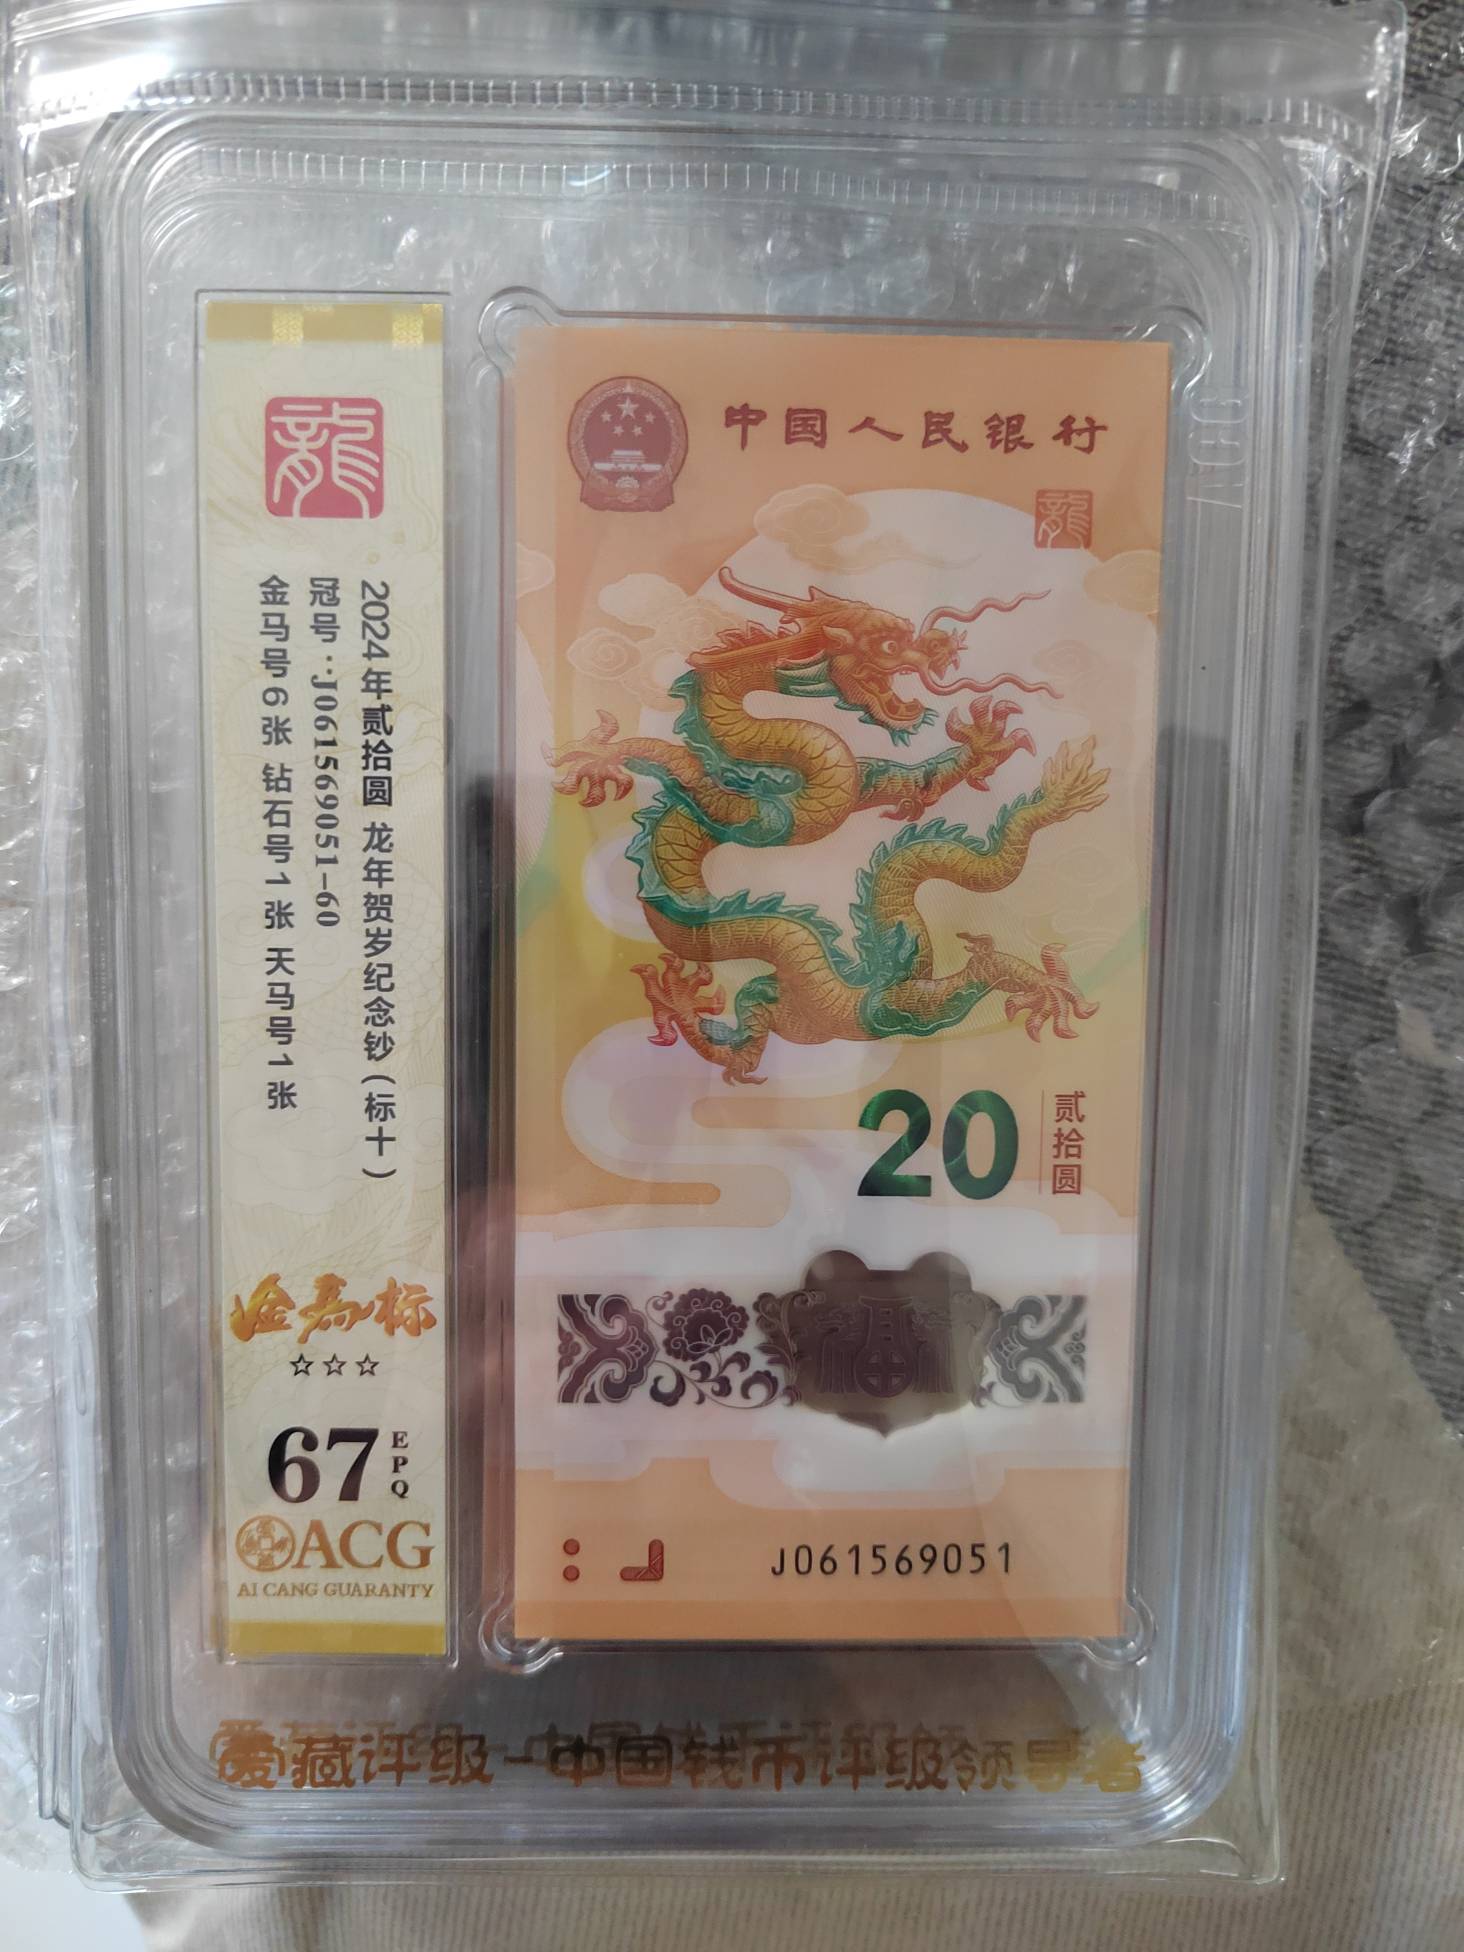 龍
2024年贰拾圆 龙年贺岁纪念钞（标十）
冠号：J061569051-60
金马号6张 钻石号1张 天马号1张
金马标
☆☆☆
67
EPQ
ACG
AI CANG GUARANTY
中国人民银行
龍
20
贰拾圆
福
J061569051
ACG
爱藏评级-中国钱币评级领导者